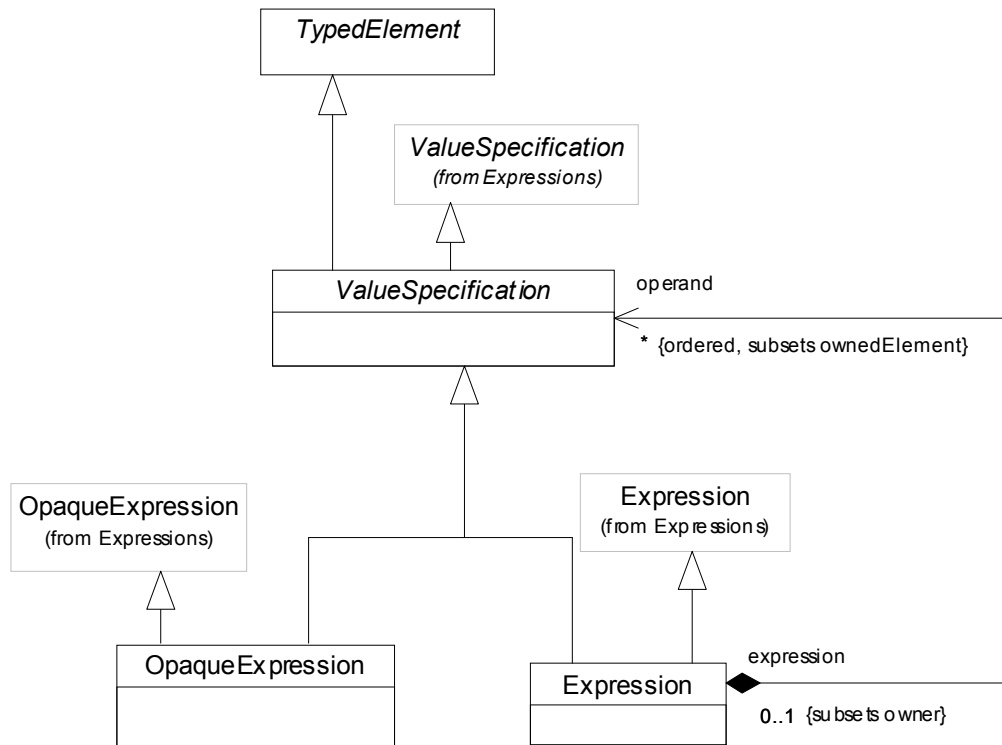 TypedElement
ValueSpecification
(from Expressions)
ValueSpecification
operand
* {ordered, subsets ownedElement}
OpaqueExpression
(from Expressions)
Expression
(from Expressions)
OpaqueExpression
Expression
expression
0..1 {subsets owner}